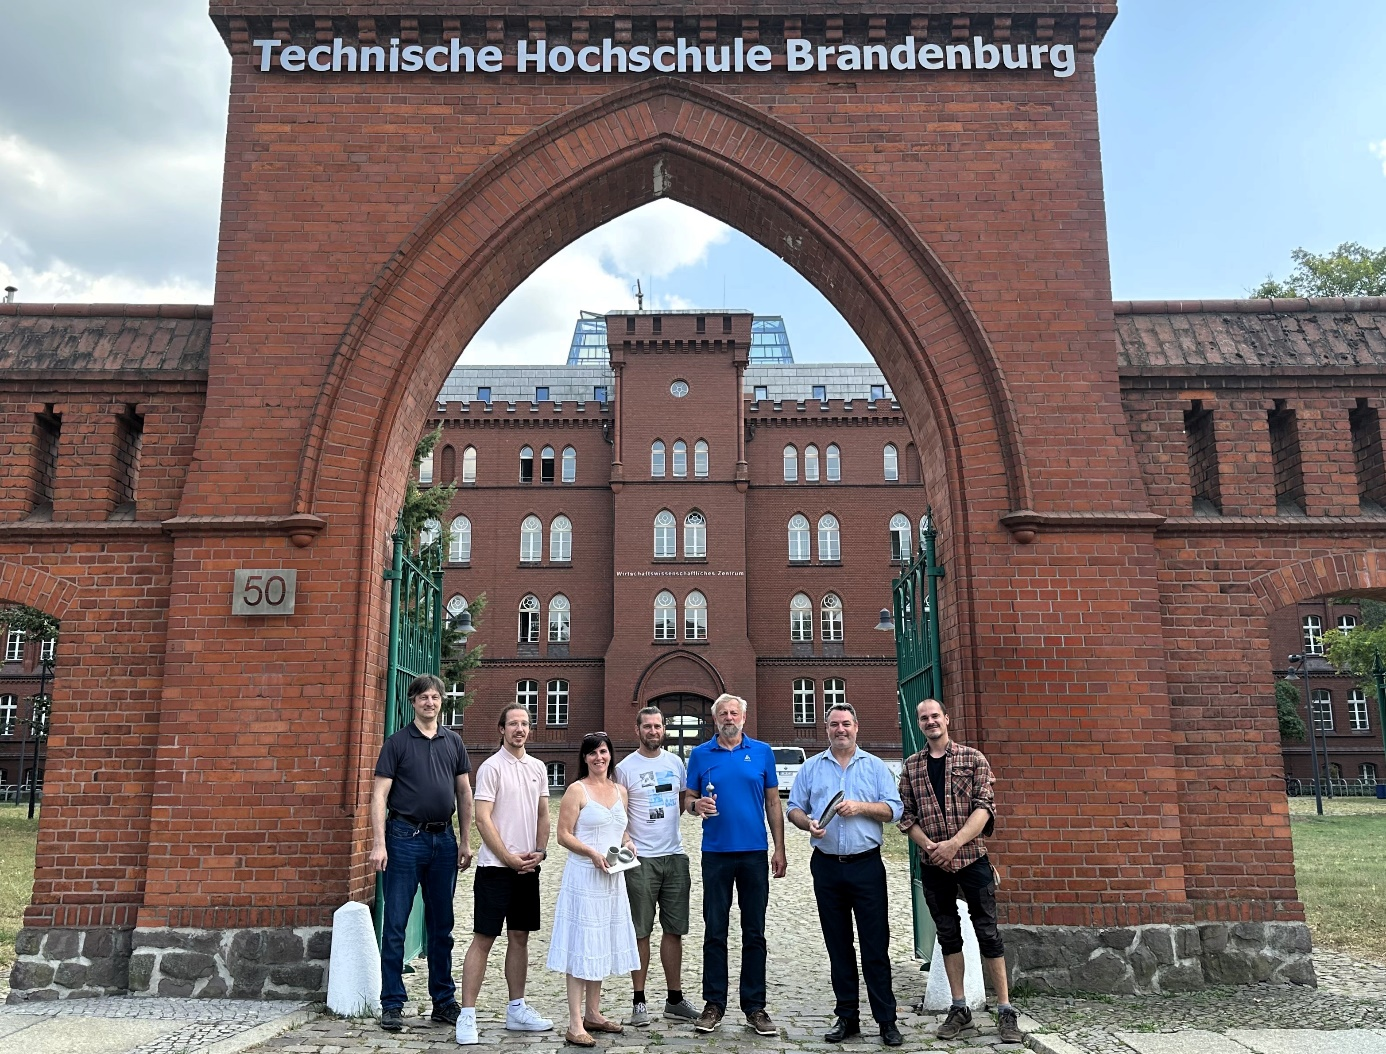 Technische Hochschule Brandenburg
Wirtschaftswissenschaftliches Zentrum
50